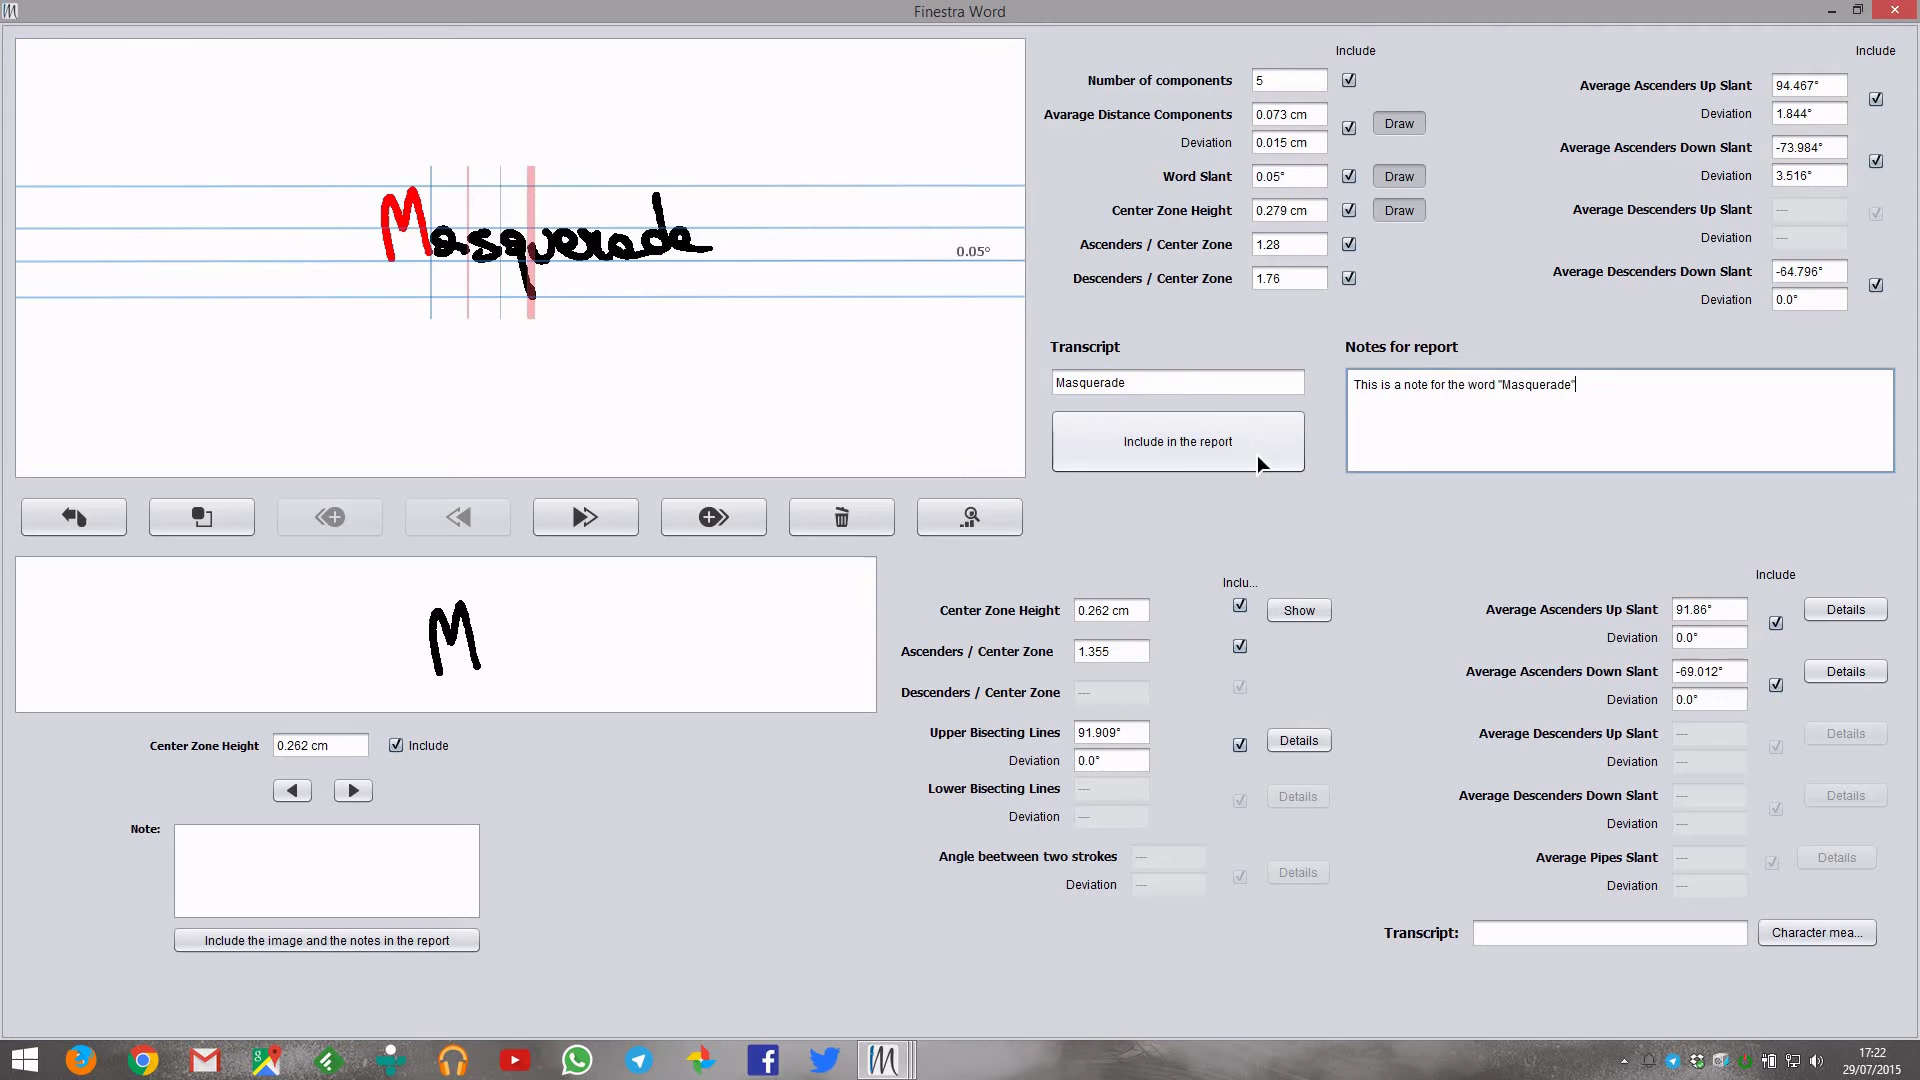 Finestra Word
Masquerade
0.05°
Include
Number of components 5
Avarage Distance Components 0.073 cm Draw
Deviation 0.015 cm
Word Slant 0.05° Draw
Center Zone Height 0.279 cm Draw
Ascenders / Center Zone 1.28
Descenders / Center Zone 1.76
Include
Average Ascenders Up Slant 94.467°
Deviation 1.844°
Average Ascenders Down Slant -73.984°
Deviation 3.516°
Average Descenders Up Slant ---
Deviation ---
Average Descenders Down Slant -64.796°
Deviation 0.0°
Transcript
Masquerade
Include in the report
Notes for report
This is a note for the word "Masquerade"
M
Center Zone Height 0.262 cm Include
Note:
Include the image and the notes in the report
Inclu...
Center Zone Height 0.262 cm Show
Ascenders / Center Zone 1.355
Descenders / Center Zone ---
Upper Bisecting Lines 91.909° Details
Deviation 0.0°
Lower Bisecting Lines --- Details
Deviation ---
Angle beetween two strokes --- Details
Deviation ---
Include
Average Ascenders Up Slant 91.86° Details
Deviation 0.0°
Average Ascenders Down Slant -69.012° Details
Deviation 0.0°
Average Descenders Up Slant --- Details
Deviation ---
Average Descenders Down Slant --- Details
Deviation ---
Average Pipes Slant --- Details
Deviation ---
Transcript: Character mea...
17:22
29/07/2015